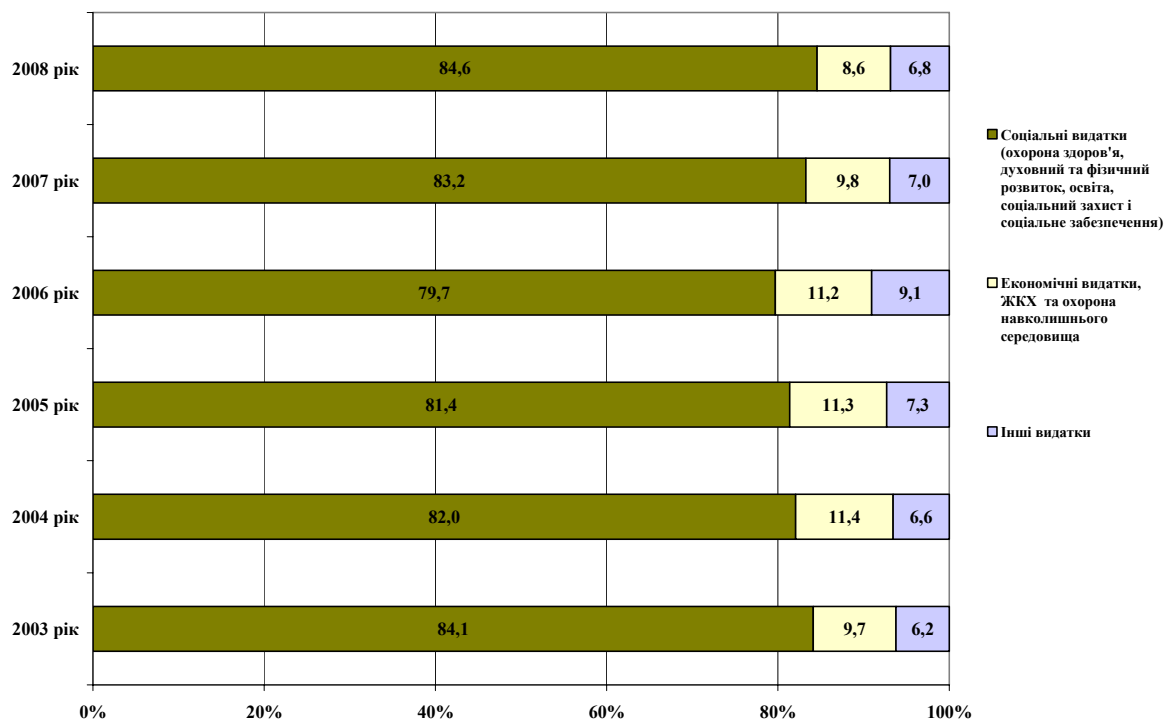 2008 рік
84,6
8,6
6,8
2007 рік
83,2
9,8
7,0
2006 рік
79,7
11,2
9,1
2005 рік
81,4
11,3
7,3
2004 рік
82,0
11,4
6,6
2003 рік
84,1
9,7
6,2
0%
20%
40%
60%
80%
100%
Соціальні видатки
(охорона здоров'я,
духовний та фізичний
розвиток, освіта,
соціальний захист і
соціальне забезпечення)
Економічні видатки,
ЖКХ та охорона
навколишнього
середовища
Інші видатки